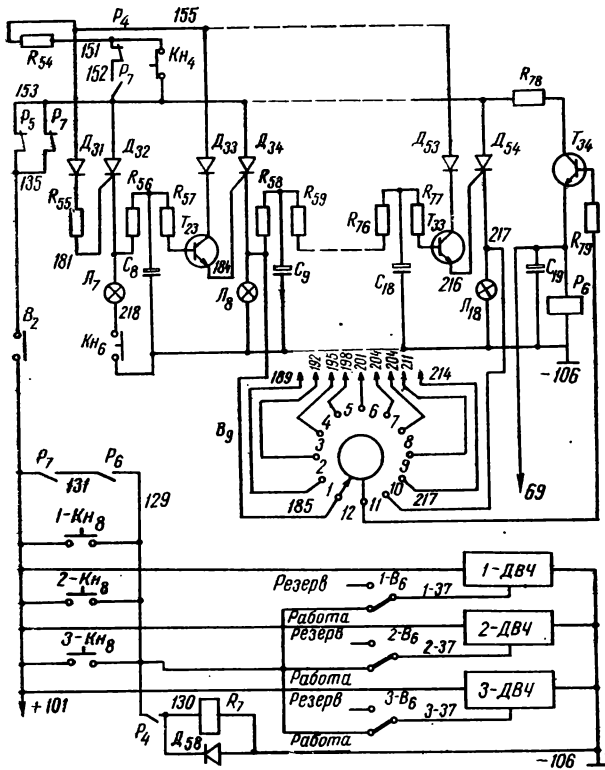 P4
155
R54
151
Кн4
152
P7
153
R78
P5
P7
Д31
Д32
Д33
Д34
Д53
Д54
T34
135
R55
R56
R57
R58
R59
R76
R77
T23
T33
217
R79
181
184
C8
C9
C18
216
C19
P6
Л7
Л8
Л18
218
Кн6
B2
189
192
195
198
201
204
204
211
214
-106
B9
4
5
6
7
3
8
2
9
1
10
185
12
11
217
69
P7
P6
131
129
1-Кн8
2-Кн8
3-Кн8
Резерв
1-B6
1-37
1-ДВЧ
Работа
Резерв
2-B6
2-37
2-ДВЧ
Работа
Резерв
3-B6
3-37
3-ДВЧ
Работа
+101
P4
130
R7
Д58
-106